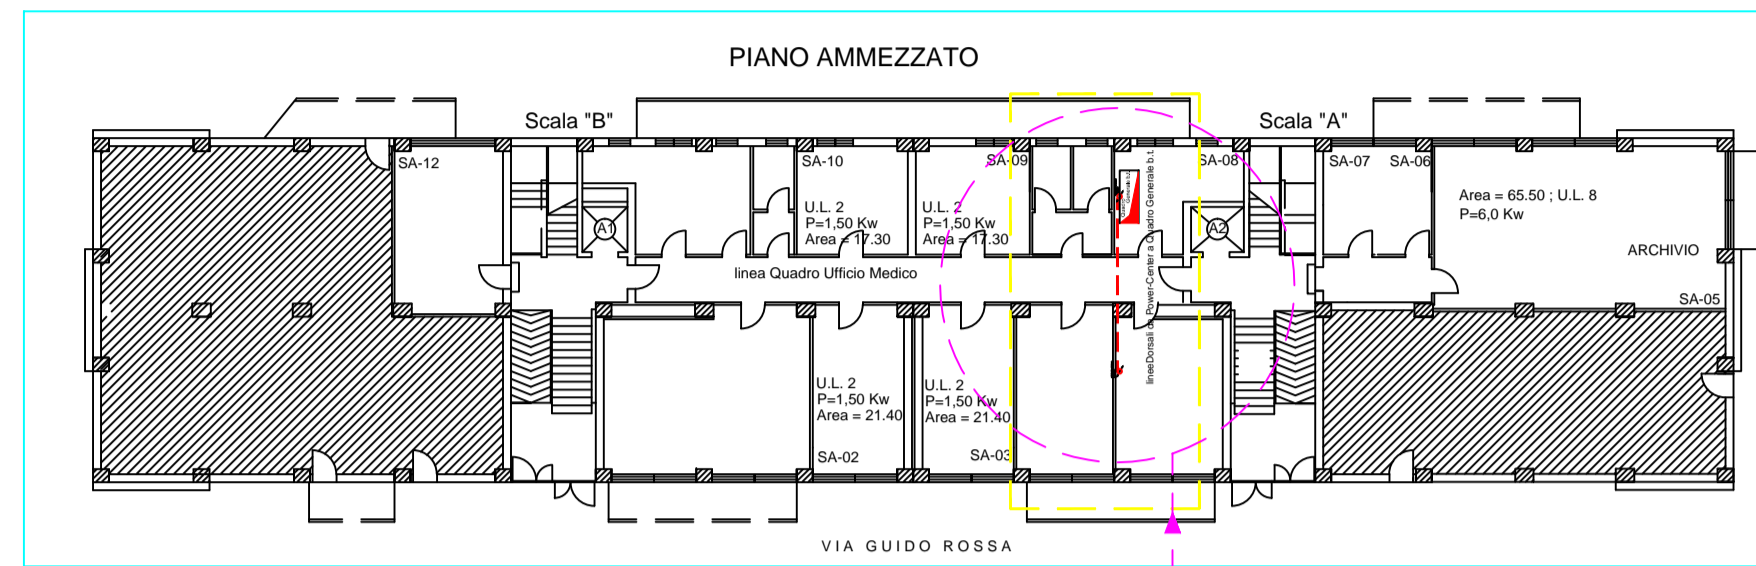 PIANO AMMEZZATO
Scala "B"
Scala "A"
SA-12
SA-10
SA-09
SA-08
SA-07
SA-06
U.L. 2
P=1,50 Kw
Area = 17.30
U.L. 2
P=1,50 Kw
Area = 17.30
Area = 65.50 ; U.L. 8
P=6,0 Kw
A1
A2
Quadro
Generale b.t.
lineeDorsali da Power-Center a Quadro Generale b.t.
ARCHIVIO
linea Quadro Ufficio Medico
SA-05
U.L. 2
P=1,50 Kw
Area = 21.40
U.L. 2
P=1,50 Kw
Area = 21.40
SA-02
SA-03
VIA GUIDO ROSSA